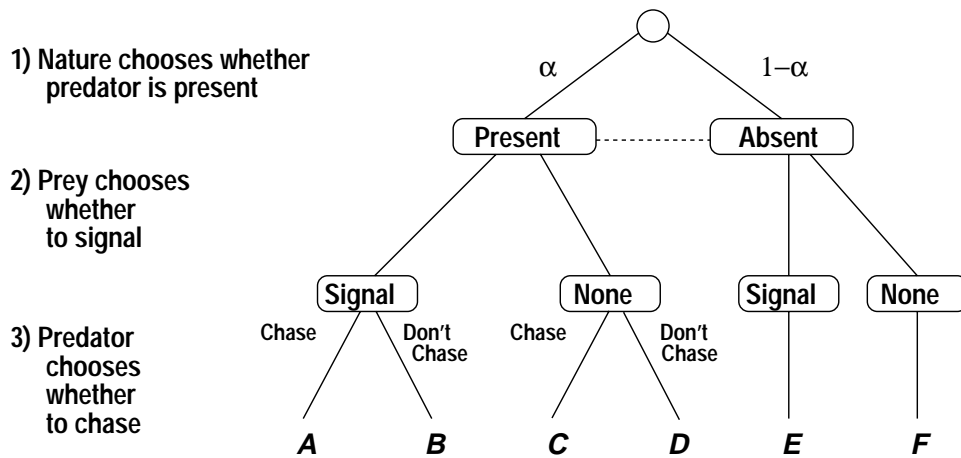 1) Nature chooses whether
predator is present
α
1−α
Present
Absent
2) Prey chooses
whether
to signal
Signal
None
Signal
None
3) Predator
chooses
whether
to chase
Chase
Don't
Chase
Chase
Don't
Chase
A
B
C
D
E
F